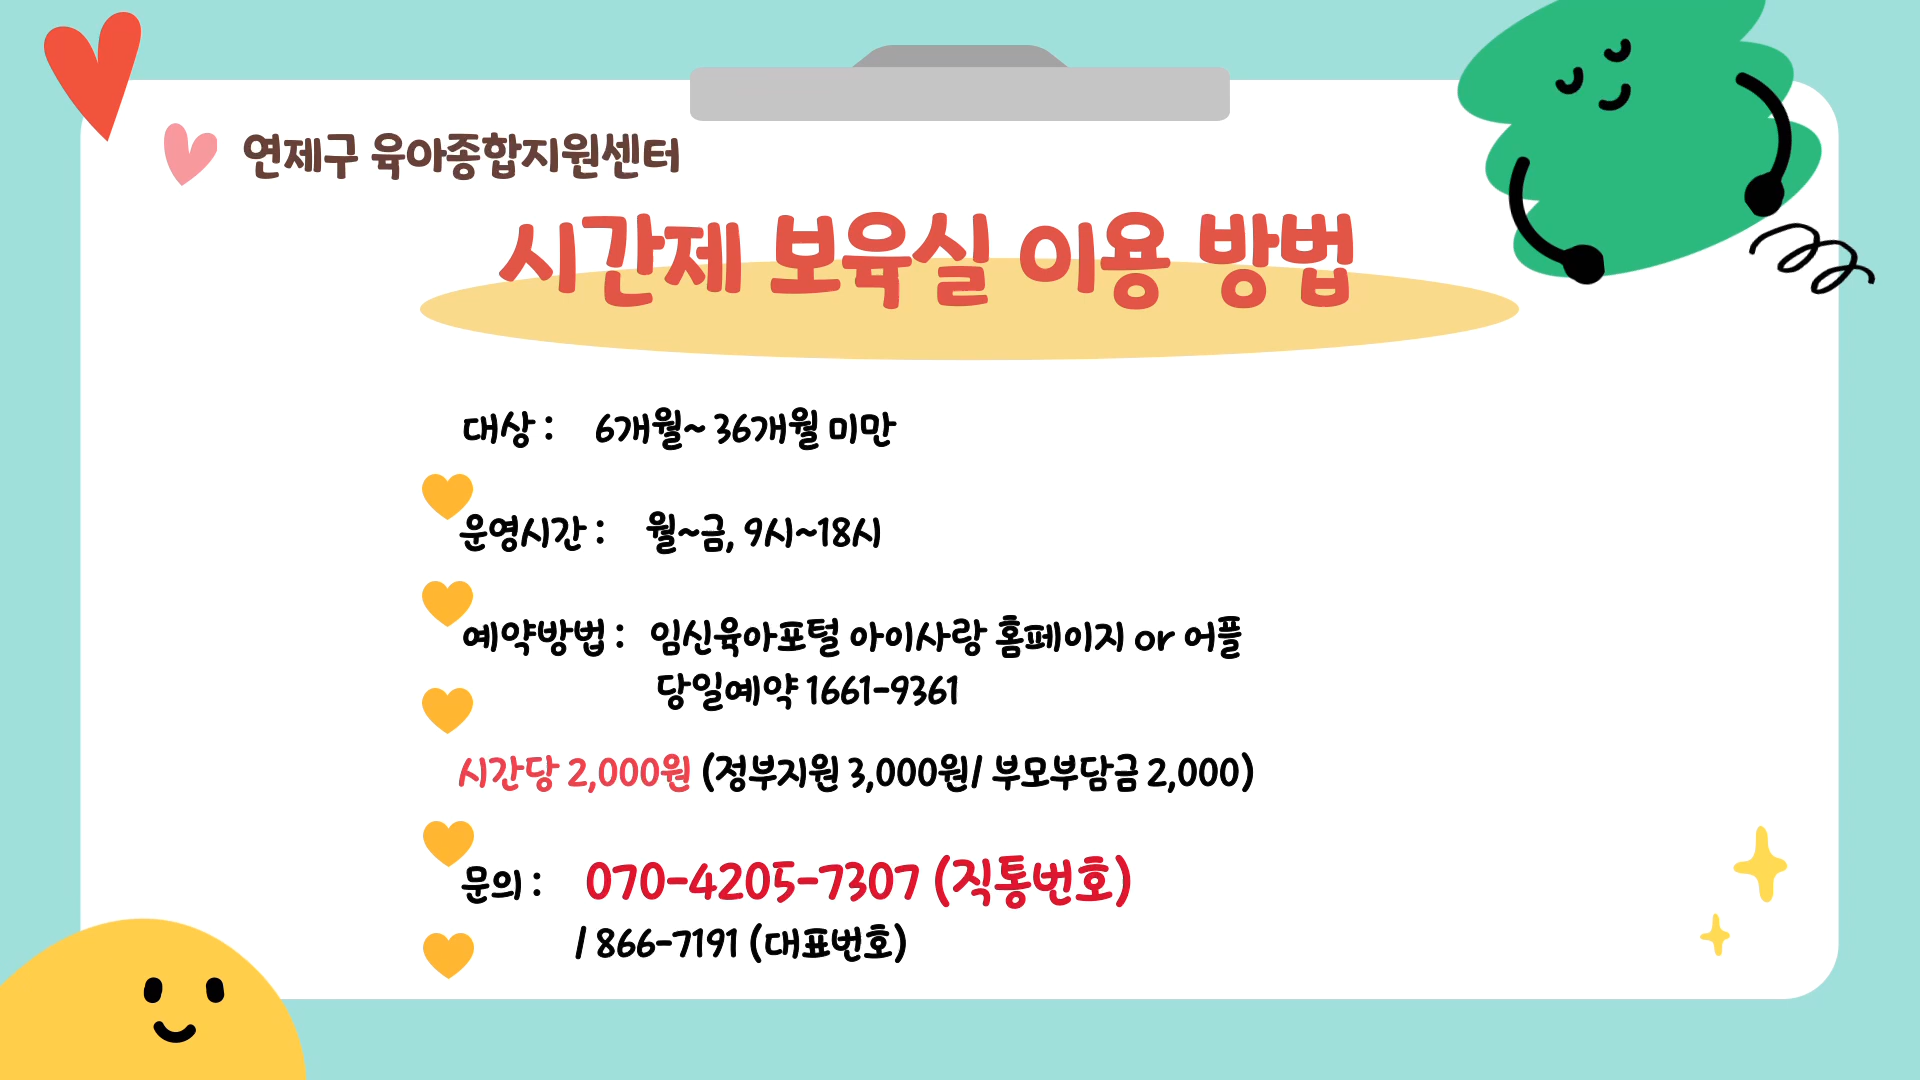 연제구 육아종합지원센터
시간제 보육실 이용 방법
대상 : 6개월~ 36개월 미만
운영시간 : 월~금, 9시~18시
예약방법 : 임신육아포털 아이사랑 홈페이지 or 어플
당일예약 1661-9361
시간당 2,000원 (정부지원 3,000원/ 부모부담금 2,000)
문의 : 070-4205-7307 (직통번호)
/ 866-7191 (대표번호)